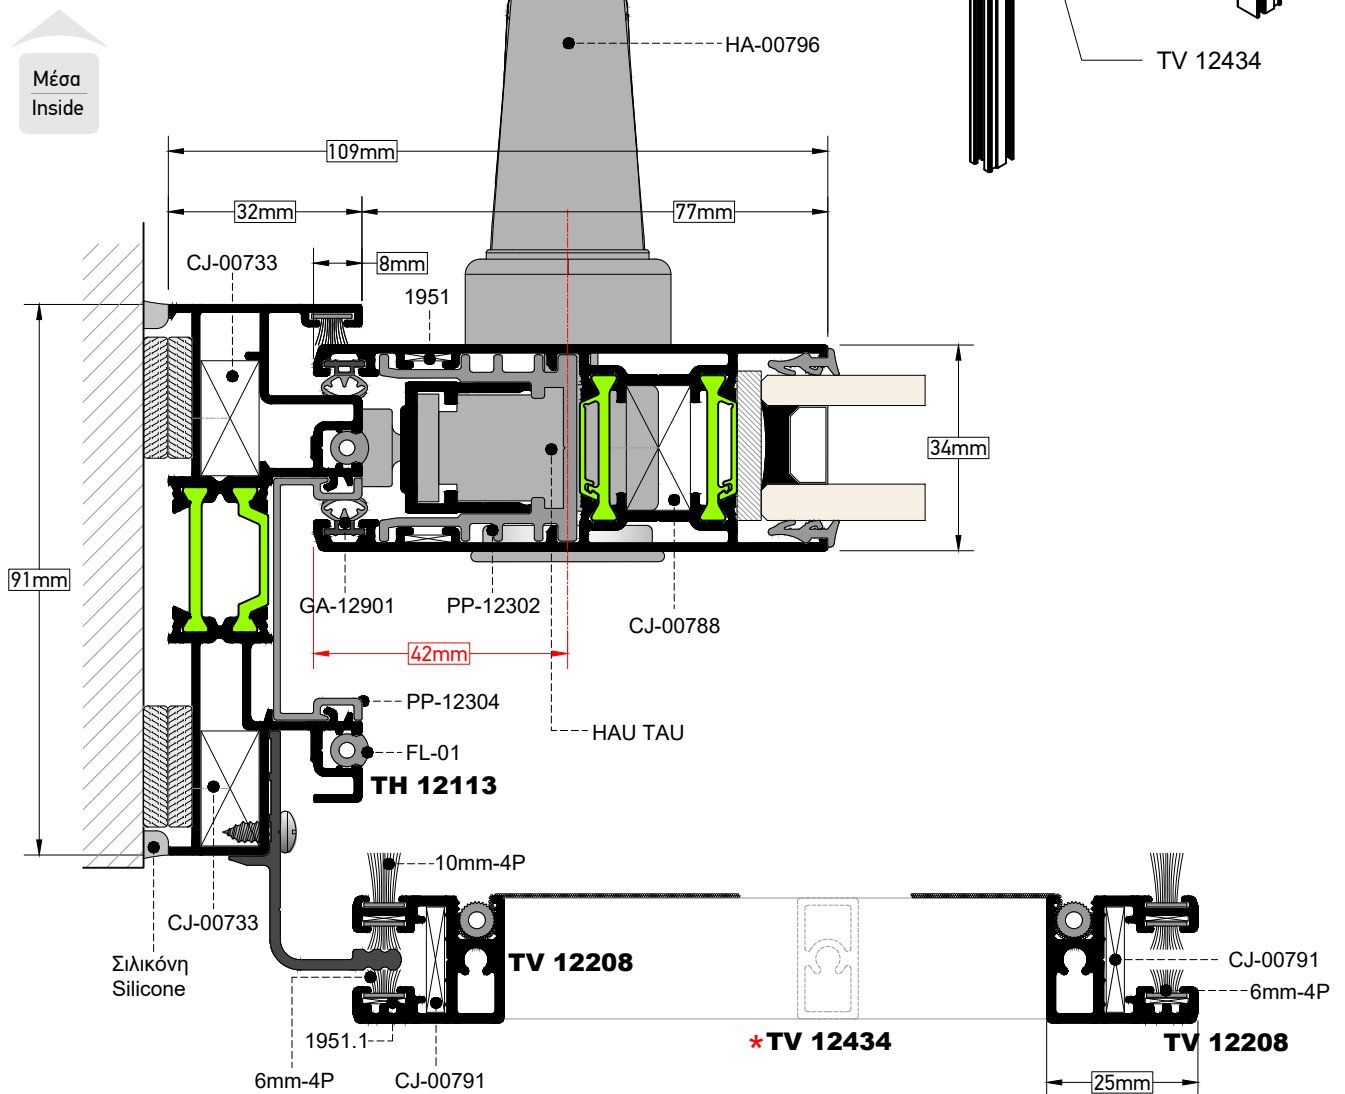 HA-00796
TV 12434
Μέσα
Inside
109mm
32mm
77mm
CJ-00733
8mm
1951
34mm
91mm
GA-12901
PP-12302
CJ-00788
42mm
PP-12304
HAU TAU
FL-01
TH 12113
10mm-4P
CJ-00733
Σιλικόνη
Silicone
TV 12208
CJ-00791
6mm-4P
1951.1
*TV 12434
TV 12208
6mm-4P
CJ-00791
25mm